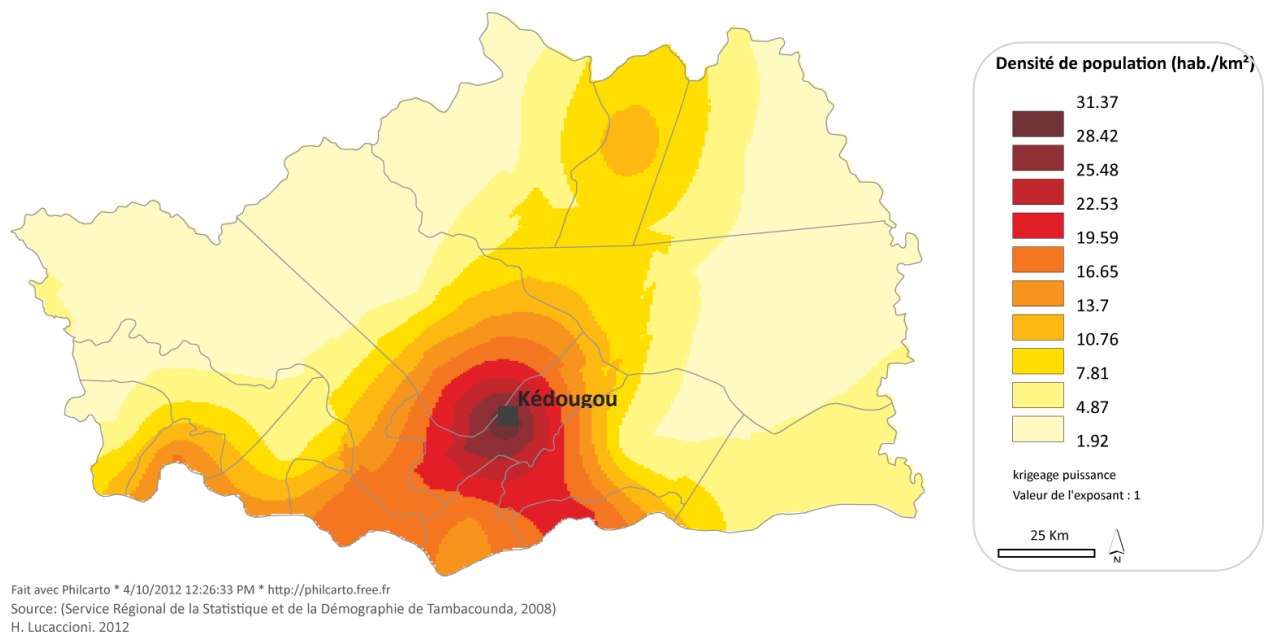 Kédougou
Densité de population (hab./km²)
31.37
28.42
25.48
22.53
19.59
16.65
13.7
10.76
7.81
4.87
1.92
krigeage puissance
Valeur de l'exposant : 1
25 Km
N
Fait avec Philcarto * 4/10/2012 12:26:33 PM * http://philcarto.free.fr
Source: (Service Régional de la Statistique et de la Démographie de Tambacounda, 2008)
H. Lucaccioni. 2012